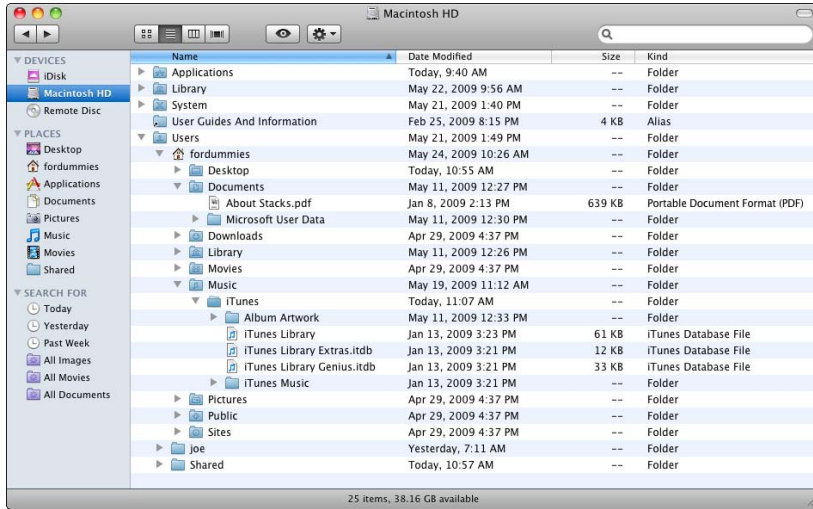 Macintosh HD
DEVICES
iDisk
Macintosh HD
Remote Disc
PLACES
Desktop
fordummies
Applications
Documents
Pictures
Music
Movies
Shared
SEARCH FOR
Today
Yesterday
Past Week
All Images
All Movies
All Documents
Name Date Modified Size Kind
Applications Today, 9:40 AM -- Folder
Library May 22, 2009 9:56 AM -- Folder
System May 21, 2009 1:40 PM -- Folder
User Guides And Information Feb 25, 2009 8:15 PM 4 KB Alias
Users May 21, 2009 1:49 PM -- Folder
fordummies May 24, 2009 10:26 AM -- Folder
Desktop Today, 10:55 AM -- Folder
Documents May 11, 2009 12:27 PM -- Folder
About Stacks.pdf Jan 8, 2009 2:13 PM 639 KB Portable Document Format (PDF)
Microsoft User Data May 11, 2009 12:30 PM -- Folder
Downloads Apr 29, 2009 4:37 PM -- Folder
Library May 11, 2009 12:26 PM -- Folder
Movies Apr 29, 2009 4:37 PM -- Folder
Music May 19, 2009 11:12 AM -- Folder
iTunes Today, 11:07 AM -- Folder
Album Artwork May 11, 2009 12:33 PM -- Folder
iTunes Library Jan 13, 2009 3:23 PM 61 KB iTunes Database File
iTunes Library Extras.itdb Jan 13, 2009 3:21 PM 12 KB iTunes Database File
iTunes Library Genius.itdb Jan 13, 2009 3:21 PM 33 KB iTunes Database File
iTunes Music Jan 13, 2009 3:21 PM -- Folder
Pictures Apr 29, 2009 4:37 PM -- Folder
Public Apr 29, 2009 4:37 PM -- Folder
Sites Apr 29, 2009 4:37 PM -- Folder
joe Yesterday, 7:11 AM -- Folder
Shared Today, 10:57 AM -- Folder
25 items, 38.16 GB available